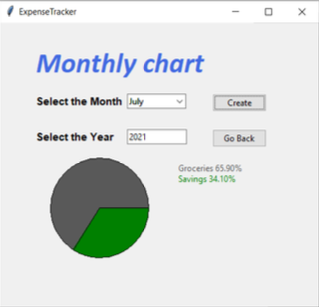 ExpenseTracker
Monthly chart
Select the Month July Create
Select the Year 2021 Go Back
Groceries 65.90%
Savings 34.10%